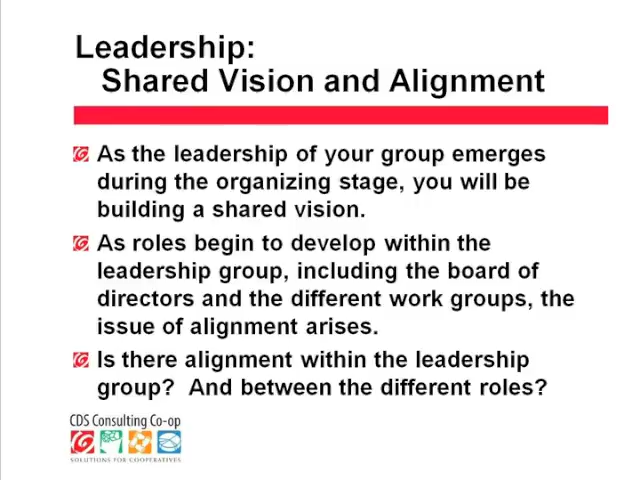 Leadership:
Shared Vision and Alignment
As the leadership of your group emerges
during the organizing stage, you will be
building a shared vision.
As roles begin to develop within the
leadership group, including the board of
directors and the different work groups, the
issue of alignment arises.
Is there alignment within the leadership
group?  And between the different roles?
CDS Consulting Co-op
SOLUTIONS FOR COOPERATIVES